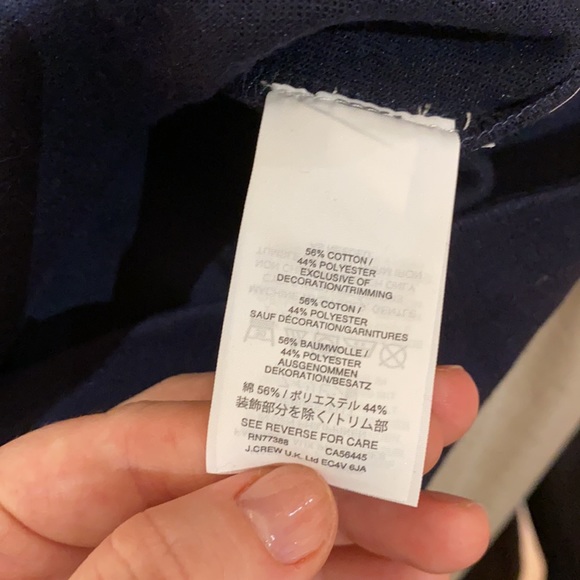 56% COTTON /
44% POLYESTER
EXCLUSIVE OF
DECORATION/TRIMMING
56% COTON /
44% POLYESTER
SAUF DÉCORATION/GARNITURES
56% BAUMWOLLE /
44% POLYESTER
AUSGENOMMEN
DEKORATION/BESATZ
綿 56% / ポリエステル 44%
装飾部分を除く/トリム部
SEE REVERSE FOR CARE
RN77388 CA56445
J.CREW U.K. Ltd EC4V 6JA